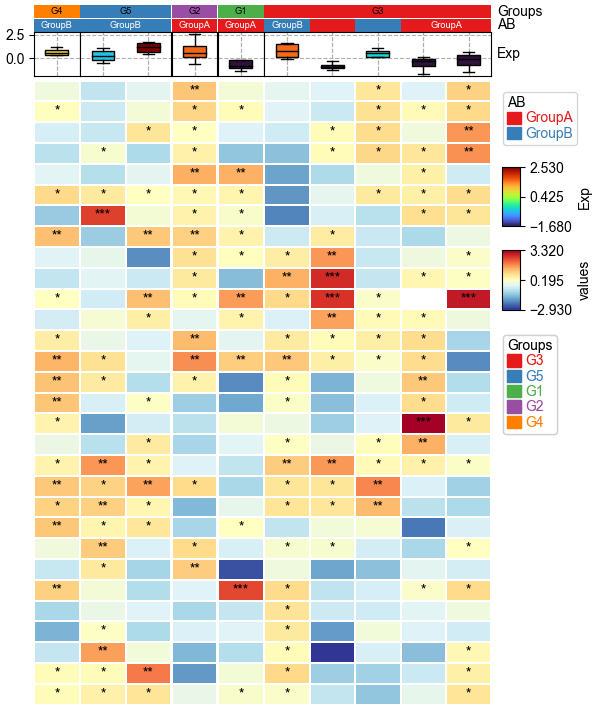 G4 G5 G2 G1 G3 Groups
GroupB GroupB GroupA GroupA GroupB GroupA AB
2.5
0.0
Exp
** * *
* * * * * *
* * * * **
* * * * * **
** ** *
* * * * * * * *
*** * * * *
** ** ** * *
* * * ** *
* ** *** * *
* ** * ** * *** * ***
* * ** * *
* ** * * * *
** * ** ** ** * * *
** * * * **
** * * *
* *** *
* * * **
* ** * ** ** * * *
** * ** * * * **
* ** * * * **
** * * *
** * * * *
* **
** *** * * *
*
* *
** * *
* * ** * *
* * * * * *
AB
GroupA
GroupB
2.530
0.425
−1.680
Exp
3.320
0.195
−2.930
values
Groups
G3
G5
G1
G2
G4